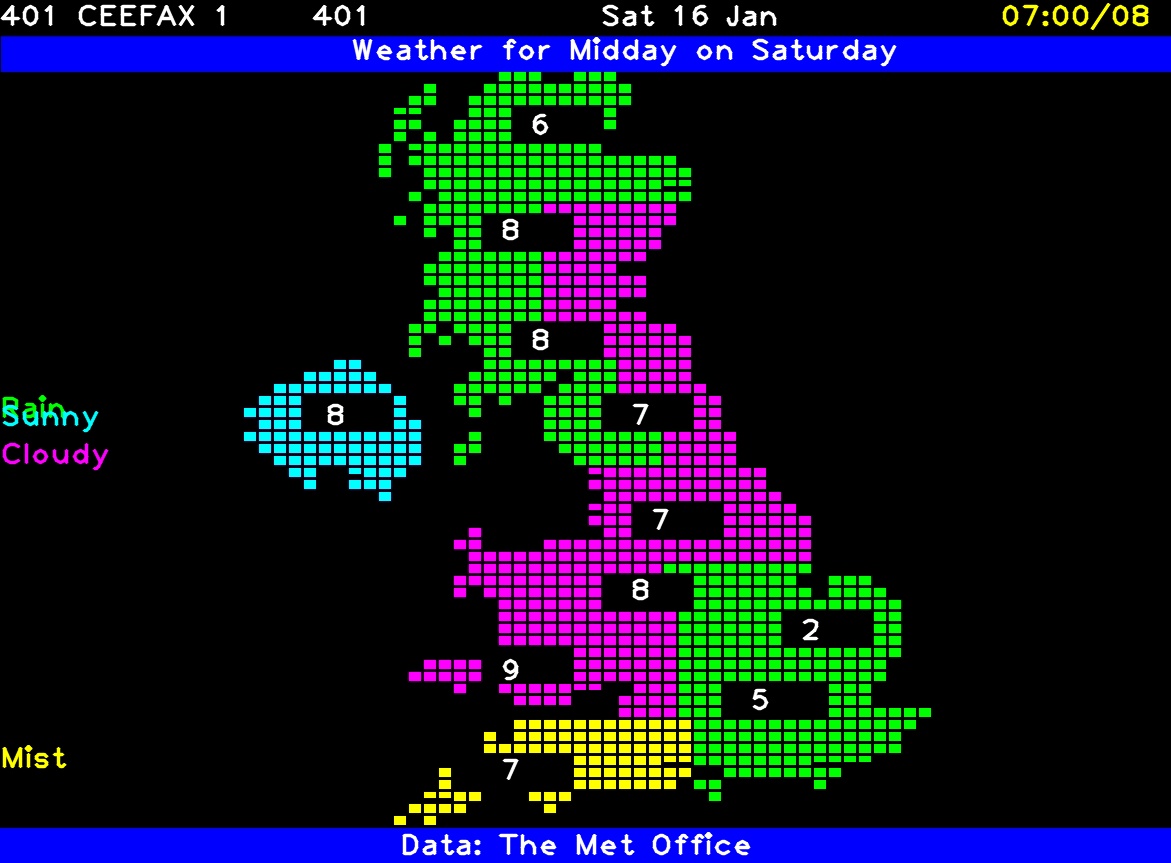 401 CEEFAX 1 401 Sat 16 Jan 07:00/08
Weather for Midday on Saturday
6
8
8
Rain
Sunny
8
7
Cloudy
7
8
2
9
5
Mist
7
Data: The Met Office